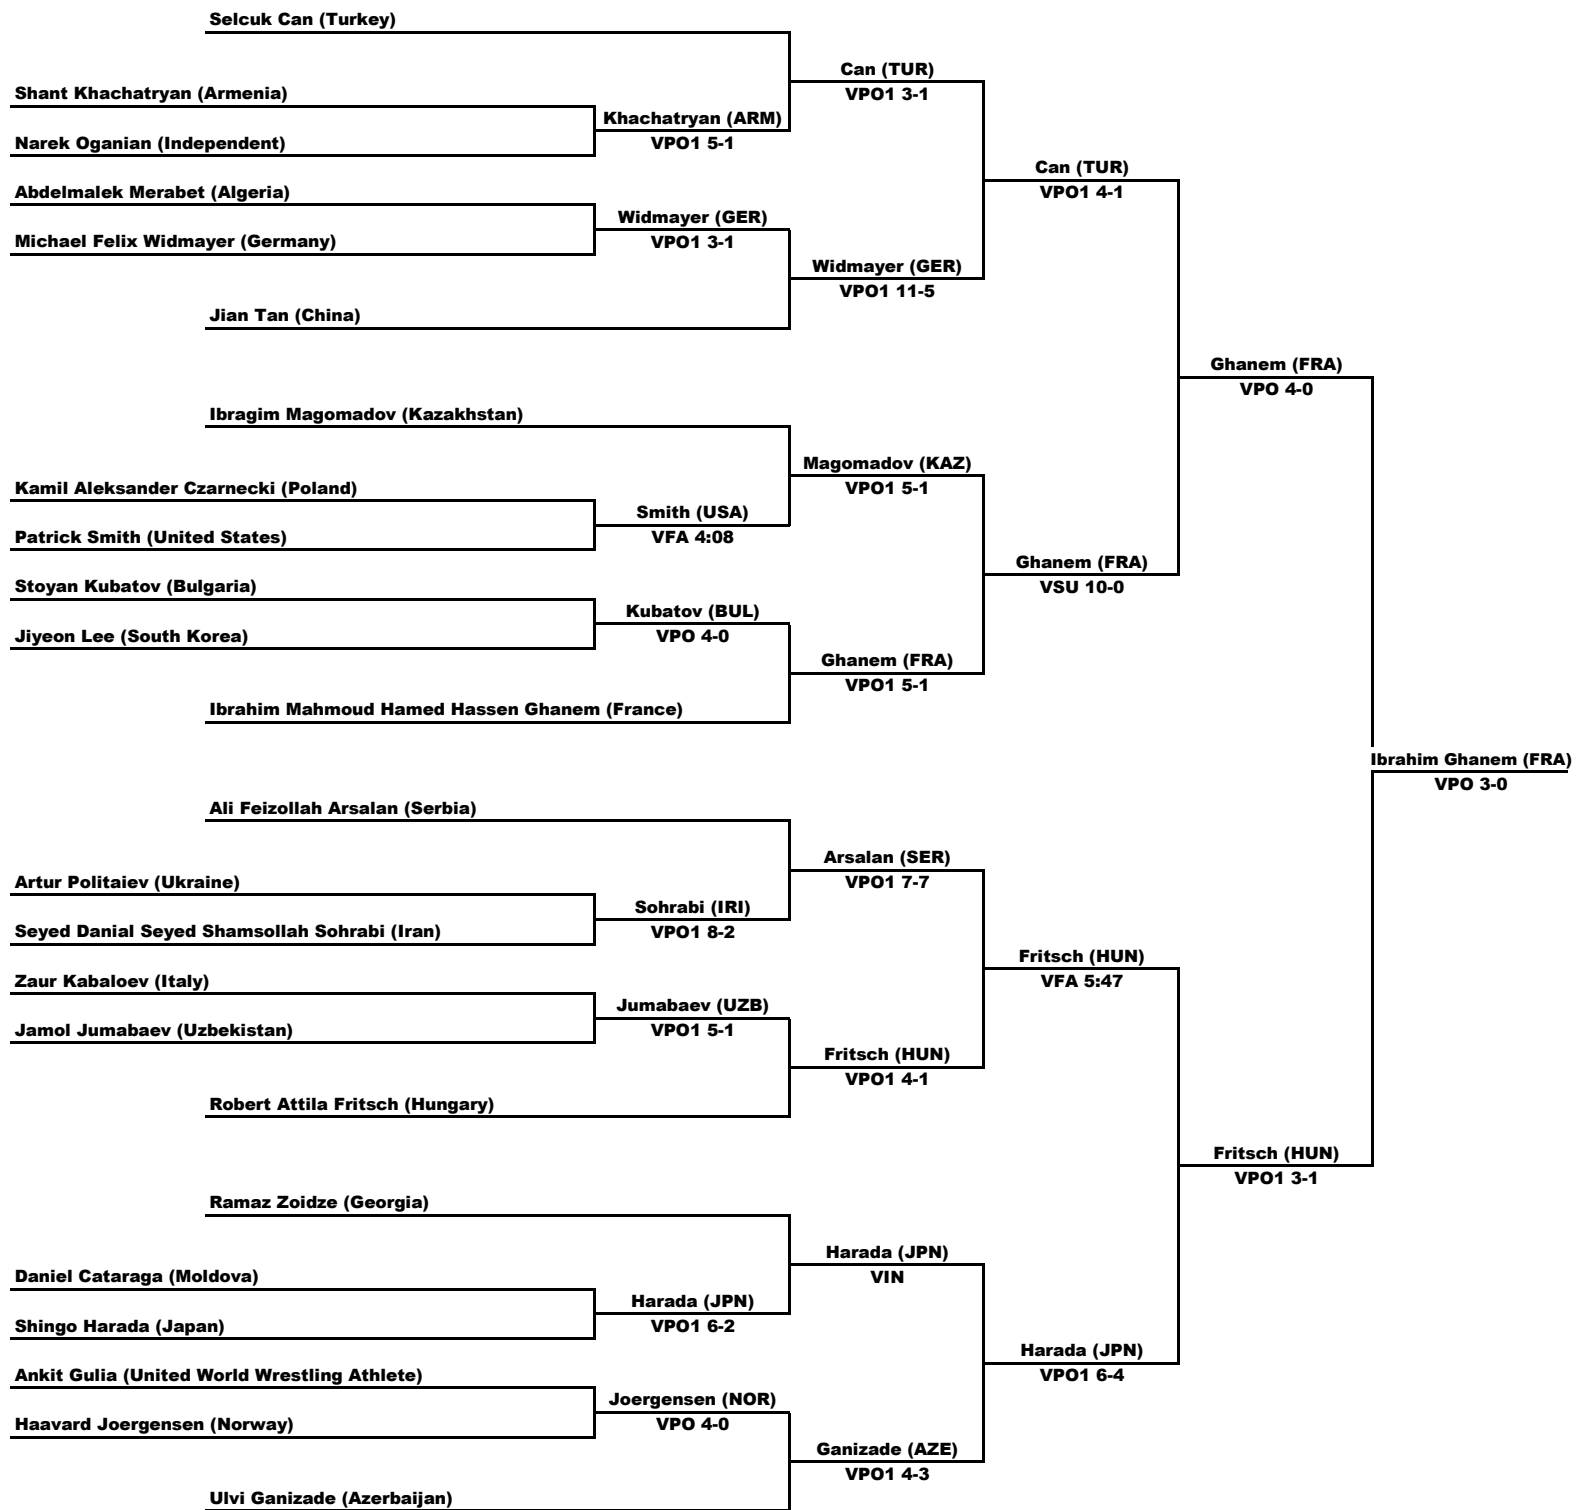 Selcuk Can (Turkey)
Can (TUR)
VPO1 3-1
Shant Khachatryan (Armenia)
Khachatryan (ARM)
VPO1 5-1
Narek Oganian (Independent)
Can (TUR)
VPO1 4-1
Abdelmalek Merabet (Algeria)
Widmayer (GER)
VPO1 3-1
Michael Felix Widmayer (Germany)
Widmayer (GER)
VPO1 11-5
Jian Tan (China)
Ghanem (FRA)
VPO 4-0
Ibragim Magomadov (Kazakhstan)
Magomadov (KAZ)
VPO1 5-1
Kamil Aleksander Czarnecki (Poland)
Smith (USA)
VFA 4:08
Patrick Smith (United States)
Ghanem (FRA)
VSU 10-0
Stoyan Kubatov (Bulgaria)
Kubatov (BUL)
VPO 4-0
Jiyeon Lee (South Korea)
Ghanem (FRA)
VPO1 5-1
Ibrahim Mahmoud Hamed Hassen Ghanem (France)
Ibrahim Ghanem (FRA)
VPO 3-0
Ali Feizollah Arsalan (Serbia)
Arsalan (SER)
VPO1 7-7
Artur Politaiev (Ukraine)
Sohrabi (IRI)
VPO1 8-2
Seyed Danial Seyed Shamsollah Sohrabi (Iran)
Fritsch (HUN)
VFA 5:47
Zaur Kabaloev (Italy)
Jumabaev (UZB)
VPO1 5-1
Jamol Jumabaev (Uzbekistan)
Fritsch (HUN)
VPO1 4-1
Robert Attila Fritsch (Hungary)
Fritsch (HUN)
VPO1 3-1
Ramaz Zoidze (Georgia)
Harada (JPN)
VIN
Daniel Cataraga (Moldova)
Harada (JPN)
VPO1 6-2
Shingo Harada (Japan)
Harada (JPN)
VPO1 6-4
Ankit Gulia (United World Wrestling Athlete)
Joergensen (NOR)
VPO 4-0
Haavard Joergensen (Norway)
Ganizade (AZE)
VPO1 4-3
Ulvi Ganizade (Azerbaijan)